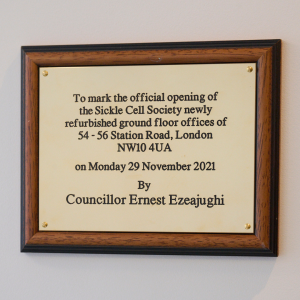 To mark the official opening of
the Sickle Cell Society newly
refurbished ground floor offices of
54 - 56 Station Road, London
NW10 4UA
on Monday 29 November 2021
By
Councillor Ernest Ezeajughi